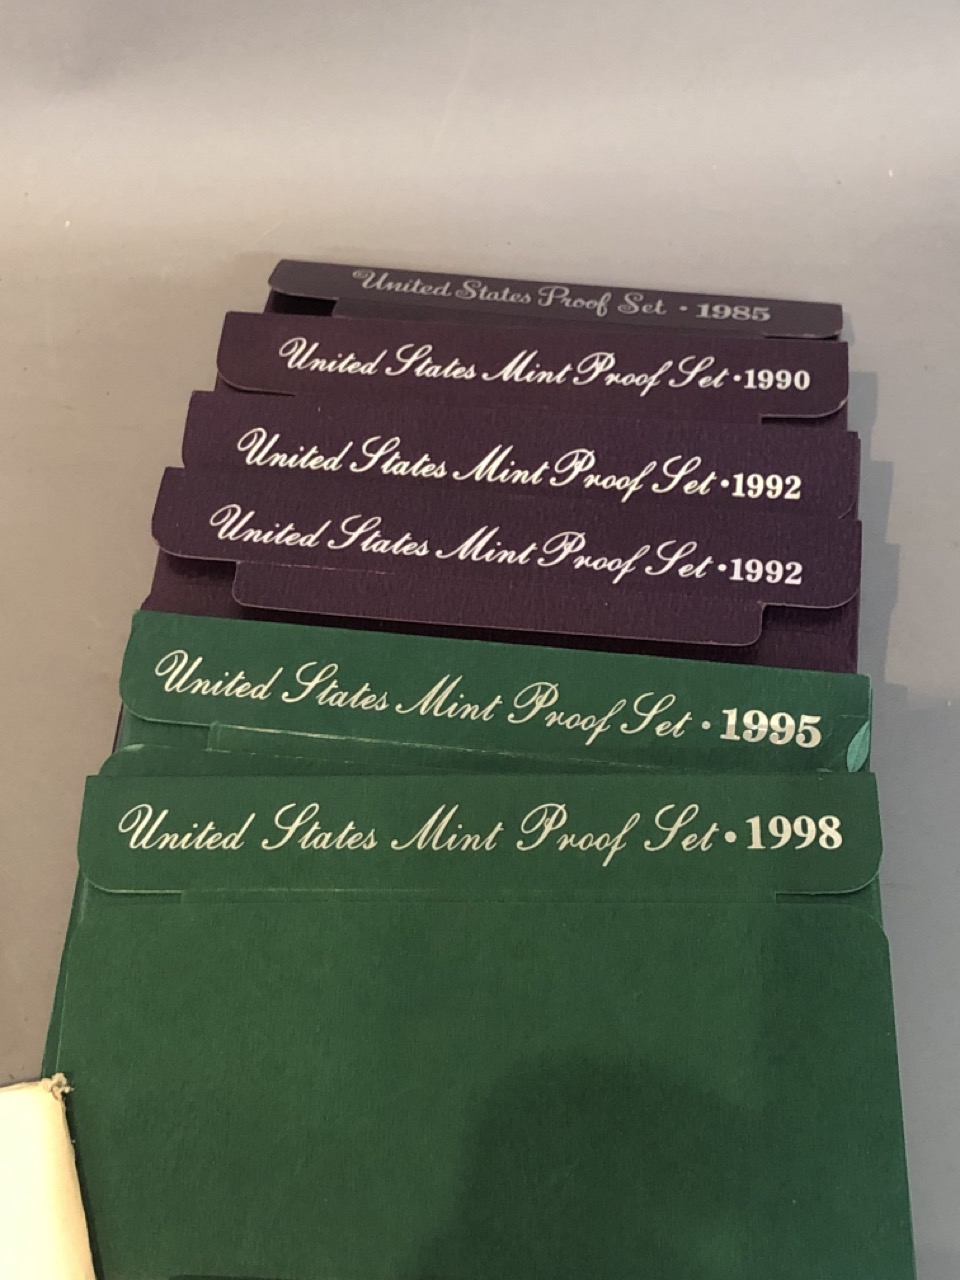 United States Proof Set · 1985
United States Mint Proof Set · 1990
United States Mint Proof Set · 1992
United States Mint Proof Set · 1992
United States Mint Proof Set · 1995
United States Mint Proof Set · 1998